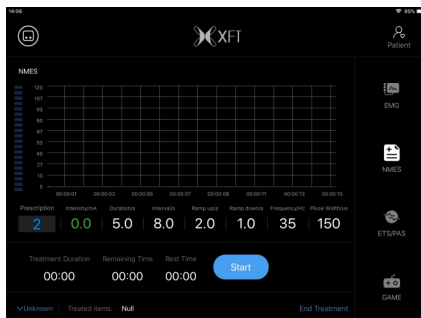 14:06
96%
XFT
Patient
NMES
120
107
93
80
67
53
40
27
13
0
00:00:01 00:00:03 00:00:05 00:00:07 00:00:09 00:00:11 00:00:13 00:00:15
Prescription Intensity/mA Duration/s Interval/s Ramp up/s Ramp down/s Frequency/Hz Pluse Width/us
2 0.0 5.0 8.0 2.0 1.0 35 150
Treatment Duration Remaining Time Rest Time
00:00 00:00 00:00
Start
Unknown Treated items: Null End Treatment
EMG
NMES
ETS/PAS
GAME